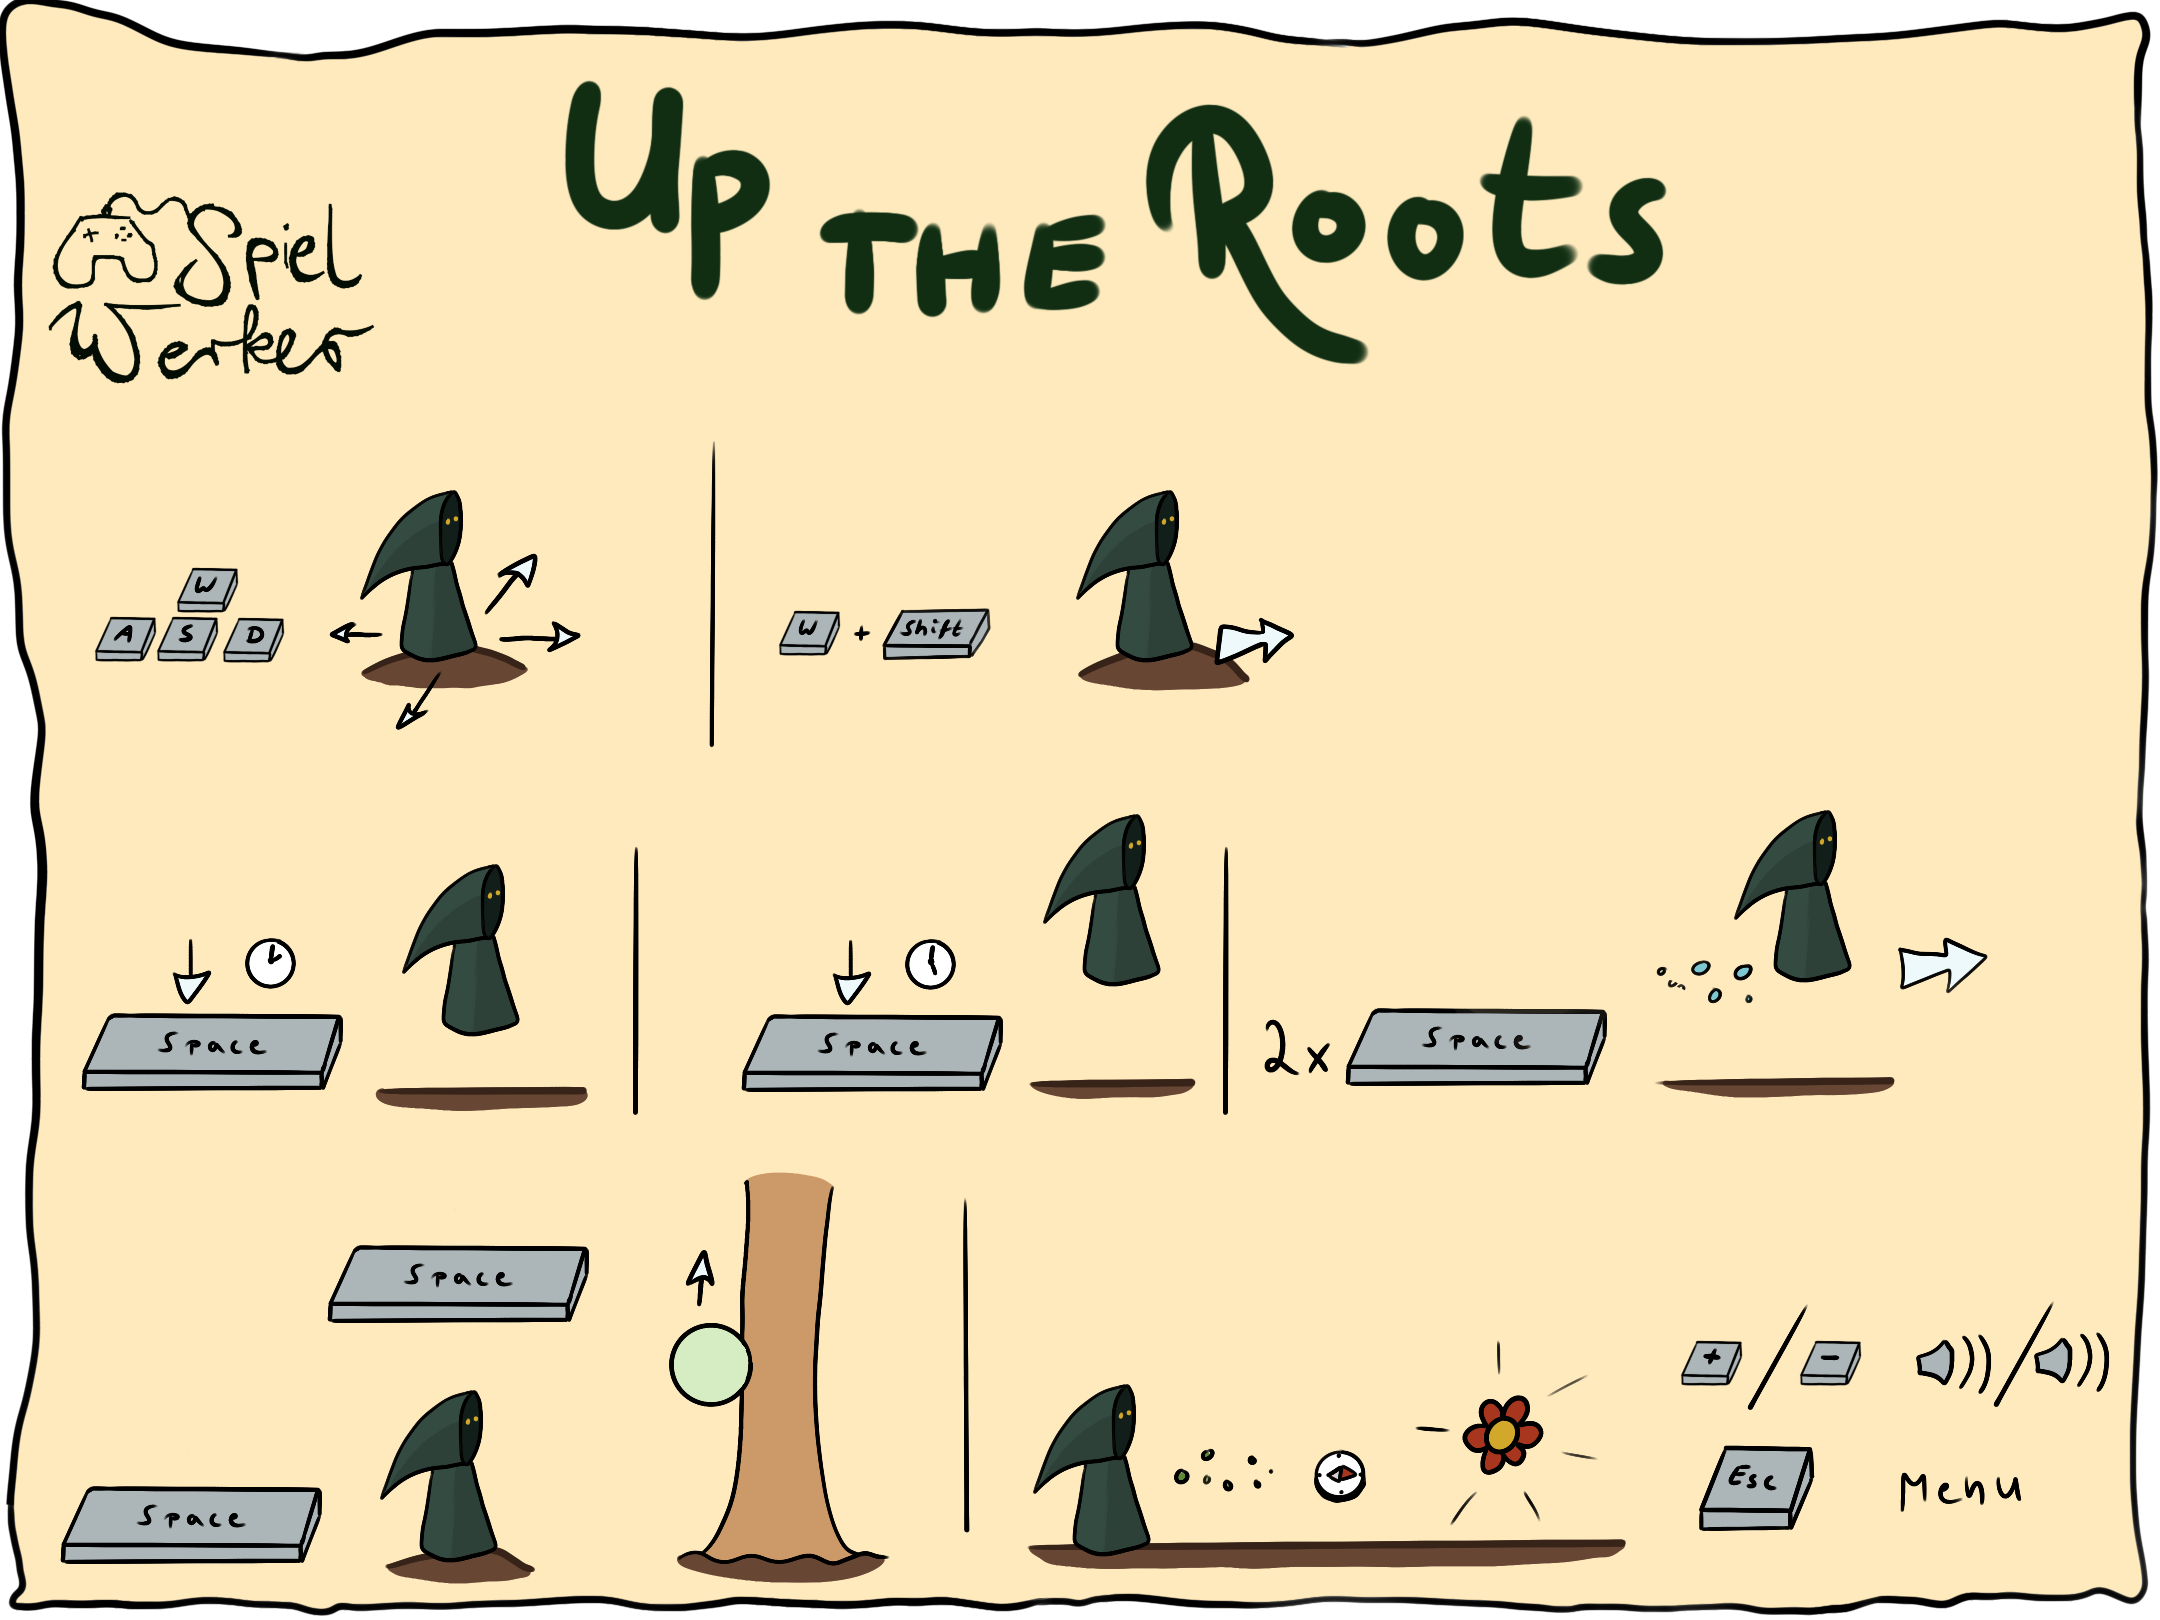 Up THE Roots
Spiel
Werker
W
A S D
W + Shift
Space
Space
2x Space
Space
Space
+ / -
Esc Menu